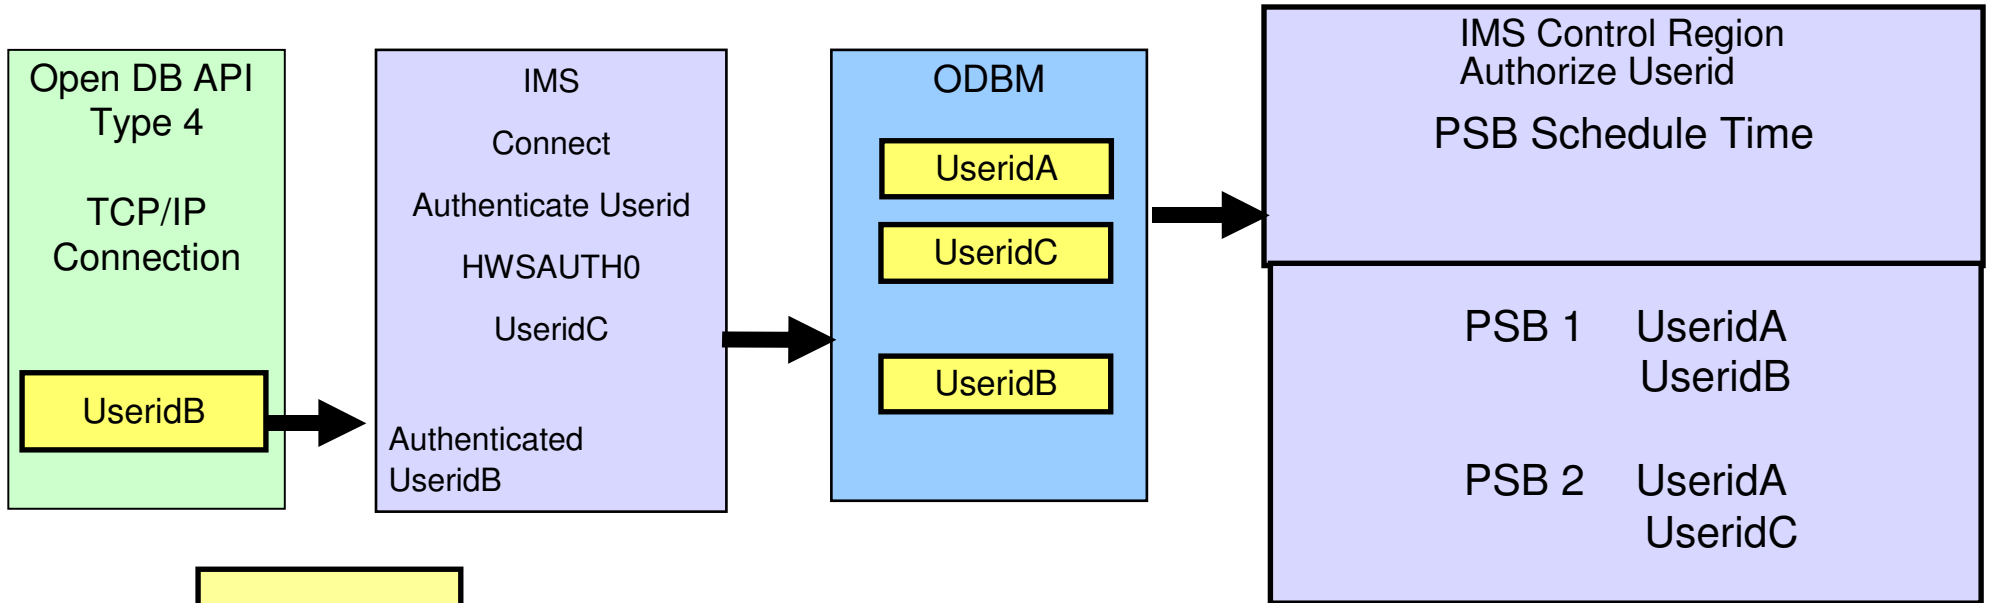 Open DB API
Type 4
TCP/IP
Connection
UseridB
IMS
Connect
Authenticate Userid
HWSAUTH0
UseridC
Authenticated
UseridB
ODBM
UseridA
UseridC
UseridB
IMS Control Region
Authorize Userid
PSB Schedule Time
PSB 1 UseridA
UseridB
PSB 2 UseridA
UseridC